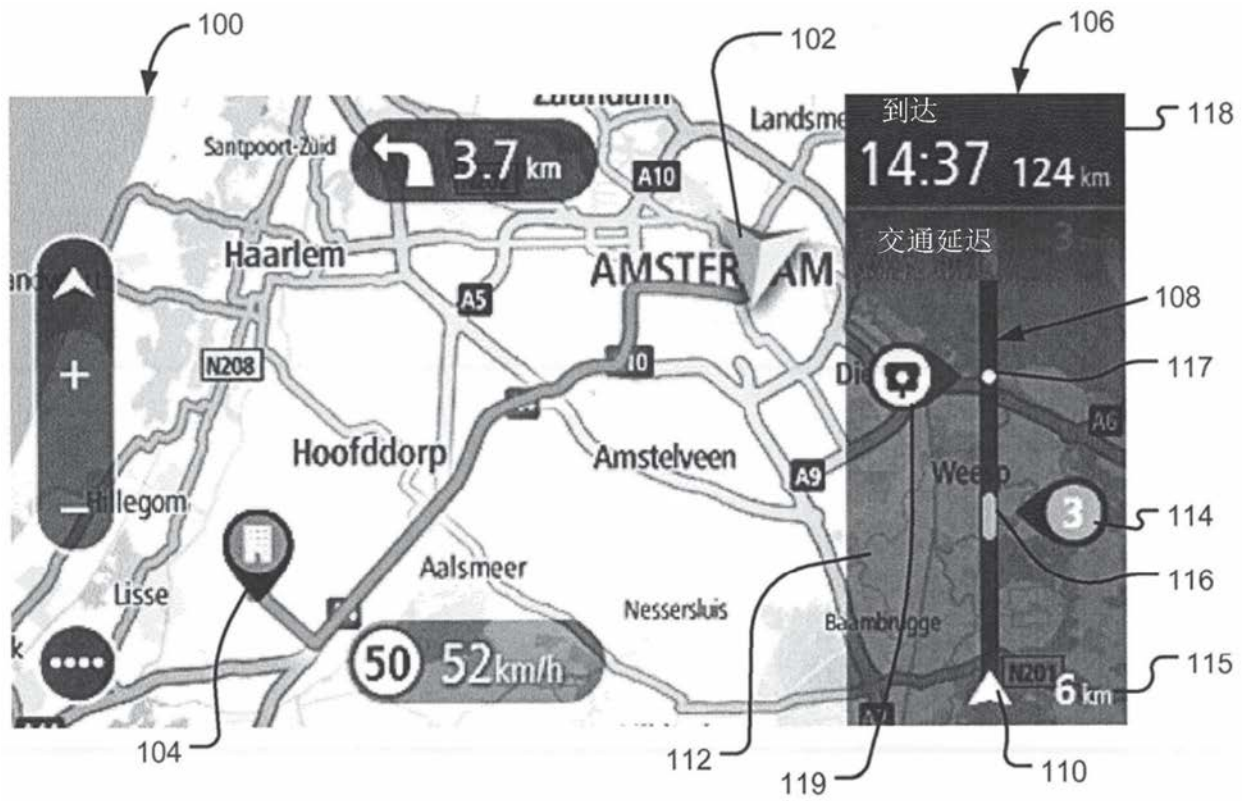 100
102
106
到达
14:37 124 km
118
Zaandam
Landsme
Santpoort-Zuid
3.7 km
A10
交通延迟
Haarlem
AMSTER AM
A5
108
N208
117
A6
Hoofddorp
Amstelveen
A9
Weesp
Hillegom
3
114
Aalsmeer
116
Lisse
Nessersluis
Baambrugge
50 52km/h
N201
6 km
115
104
112
119
110